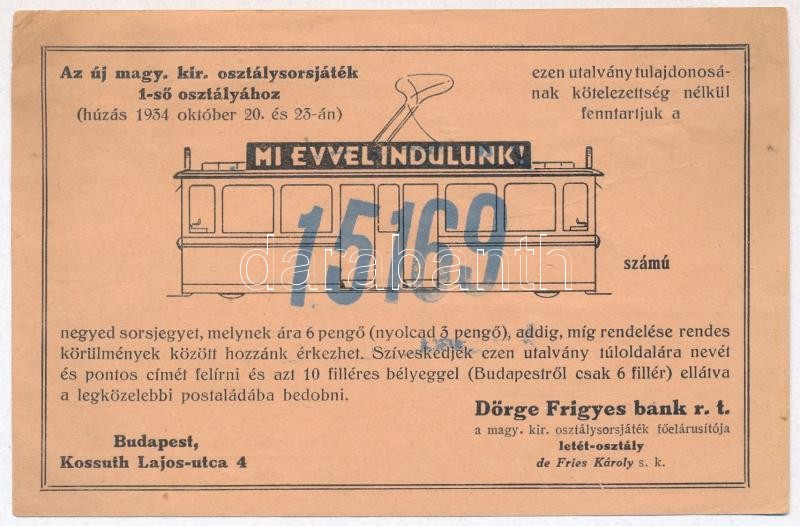 Az új magy. kir. osztálysorsjáték
1-ső osztályához
(húzás 1934 október 20. és 23-án)
ezen utalvány tulajdonosá-
nak kötelezettség nélkül
fenntartjuk a
MI EVVEL INDULUNK!
15169
darabanth
számú
negyed sorsjegyet, melynek ára 6 pengő (nyolcad 3 pengő), addig, míg rendelése rendes
körülmények között hozzánk érkezhet. Szíveskedjék ezen utalvány túloldalára nevét
és pontos címét felírni és azt 10 filléres bélyeggel (Budapestről csak 6 fillér) ellátva
a legközelebbi postaládába bedobni.
Budapest,
Kossuth Lajos-utca 4
Dörge Frigyes bank r. t.
a magy. kir. osztálysorsjáték főelárusítója
letét-osztály
de Fries Károly s. k.